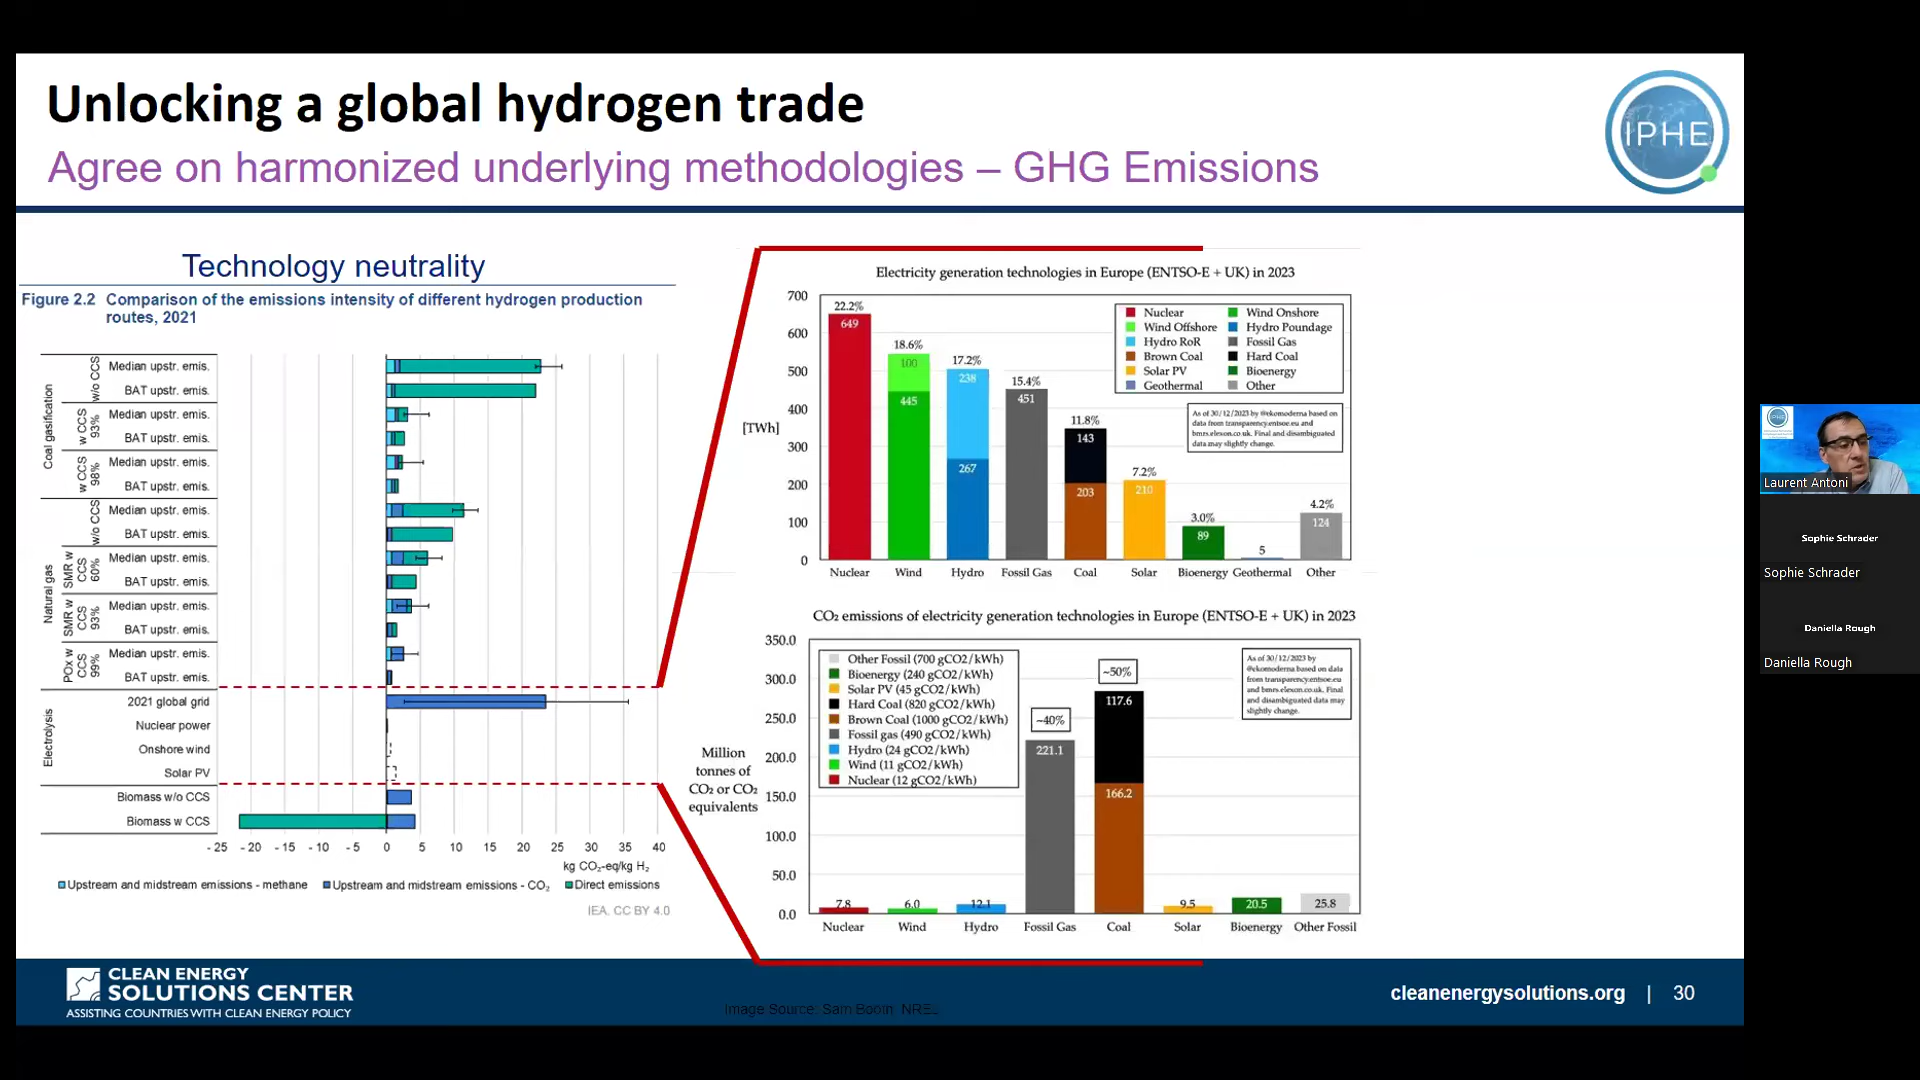 Unlocking a global hydrogen trade
Agree on harmonized underlying methodologies – GHG Emissions
IPHE
Technology neutrality
Figure 2.2 Comparison of the emissions intensity of different hydrogen production
routes, 2021
Coal gasification
w/o CCS
Median upstr. emis.
BAT upstr. emis.
w CCS
93%
Median upstr. emis.
BAT upstr. emis.
w CCS
98%
Median upstr. emis.
BAT upstr. emis.
Natural gas
w/o CCS
Median upstr. emis.
BAT upstr. emis.
SMR w
CCS
60%
Median upstr. emis.
BAT upstr. emis.
SMR w
CCS
93%
Median upstr. emis.
BAT upstr. emis.
POx w
CCS
99%
Median upstr. emis.
BAT upstr. emis.
Electrolysis
2021 global grid
Nuclear power
Onshore wind
Solar PV
Biomass w/o CCS
Biomass w CCS
- 25 - 20 - 15 - 10 - 5 0 5 10 15 20 25 30 35 40
kg CO₂-eq/kg H₂
Upstream and midstream emissions - methane Upstream and midstream emissions - CO₂ Direct emissions
IEA. CC BY 4.0
Electricity generation technologies in Europe (ENTSO-E + UK) in 2023
[TWh]
700
600
500
400
300
200
100
0
22.2%
649
18.6%
100
445
17.2%
238
267
15.4%
451
11.8%
143
203
7.2%
210
3.0%
89
5
4.2%
124
Nuclear Wind Onshore
Wind Offshore Hydro Poundage
Hydro RoR Fossil Gas
Brown Coal Hard Coal
Solar PV Bioenergy
Geothermal Other
As of 30/12/2023 by @ekomoderna based on
data from transparency.entsoe.eu and
bmrs.elexon.co.uk. Final and disambiguated
data may slightly change.
Nuclear Wind Hydro Fossil Gas Coal Solar Bioenergy Geothermal Other
CO₂ emissions of electricity generation technologies in Europe (ENTSO-E + UK) in 2023
Million
tonnes of
CO₂ or CO₂
equivalents
350.0
300.0
250.0
200.0
150.0
100.0
50.0
0.0
Other Fossil (700 gCO2/kWh)
Bioenergy (240 gCO2/kWh)
Solar PV (45 gCO2/kWh)
Hard Coal (820 gCO2/kWh)
Brown Coal (1000 gCO2/kWh)
Fossil gas (490 gCO2/kWh)
Hydro (24 gCO2/kWh)
Wind (11 gCO2/kWh)
Nuclear (12 gCO2/kWh)
As of 30/12/2023 by
@ekomoderna based on data
from transparency.entsoe.eu
and bmrs.elexon.co.uk. Final
and disambiguated data may
slightly change.
7.8
6.0
12.1
~40%
221.1
~50%
117.6
166.2
9.5
20.5
25.8
Nuclear Wind Hydro Fossil Gas Coal Solar Bioenergy Other Fossil
CLEAN ENERGY
SOLUTIONS CENTER
ASSISTING COUNTRIES WITH CLEAN ENERGY POLICY
Image Source: Sam Booth
cleanenergysolutions.org | 30
Laurent Antoni
Sophie Schrader
Sophie Schrader
Daniella Rough
Daniella Rough